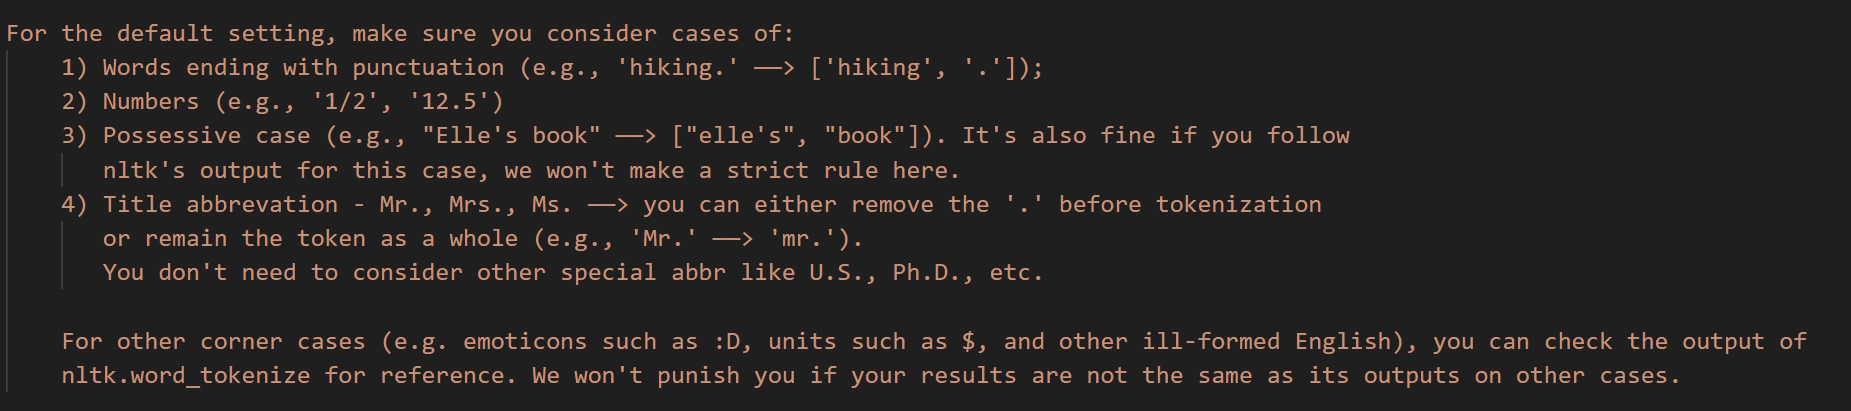 For the default setting, make sure you consider cases of:
1) Words ending with punctuation (e.g., 'hiking.' ——> ['hiking', '.']);
2) Numbers (e.g., '1/2', '12.5')
3) Possessive case (e.g., "Elle's book" ——> ["elle's", "book"]). It's also fine if you follow
nltk's output for this case, we won't make a strict rule here.
4) Title abbrevation - Mr., Mrs., Ms. ——> you can either remove the '.' before tokenization
or remain the token as a whole (e.g., 'Mr.' ——> 'mr.').
You don't need to consider other special abbr like U.S., Ph.D., etc.
For other corner cases (e.g. emoticons such as :D, units such as $, and other ill-formed English), you can check the output of
nltk.word_tokenize for reference. We won't punish you if your results are not the same as its outputs on other cases.